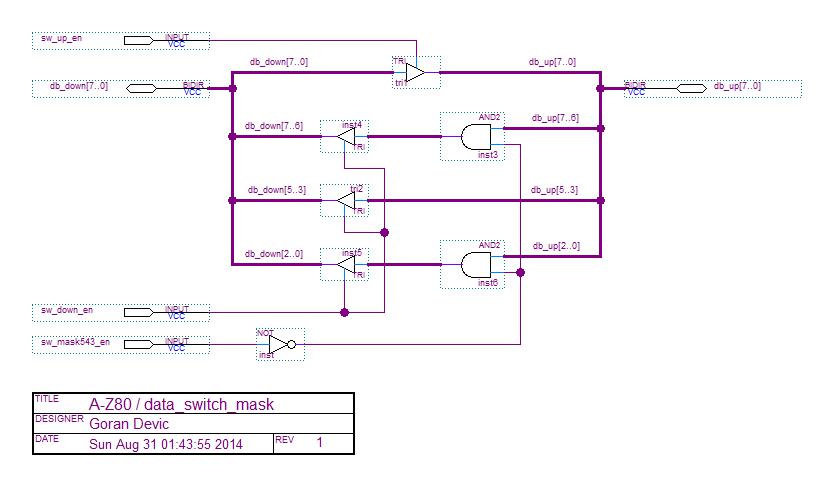 sw_up_en INPUT VCC
db_down[7..0] TRI db_up[7..0]
tri1
db_down[7..0] BIDIR VCC
BIDIR VCC db_up[7..0]
db_down[7..6] inst4 TRI AND2 db_up[7..6]
inst3
db_down[5..3] tri2 TRI db_up[5..3]
db_down[2..0] inst5 TRI AND2 db_up[2..0]
inst6
sw_down_en INPUT VCC
sw_mask543_en INPUT VCC
NOT
inst
TITLE A-Z80 / data_switch_mask
DESIGNER Goran Devic
DATE Sun Aug 31 01:43:55 2014 REV 1